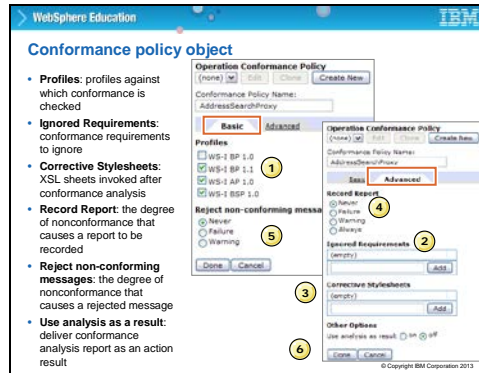 WebSphere Education
IBM
Conformance policy object
• Profiles: profiles against
which conformance is
checked
• Ignored Requirements:
conformance requirements
to ignore
• Corrective Stylesheets:
XSL sheets invoked after
conformance analysis
• Record Report: the degree
of nonconformance that
causes a report to be
recorded
• Reject non-conforming
messages: the degree of
nonconformance that
causes a rejected message
• Use analysis as a result:
deliver conformance
analysis report as an action
result
Operation Conformance Policy
(none) Edit Clone Create New
Conformance Policy Name:
AddressSearchProxy
Basic Advanced
Profiles
WS-I BP 1.0
WS-I BP 1.1
WS-I AP 1.0
WS-I BSP 1.0
1
Reject non-conforming messa
Never
Failure
Warning
5
Done Cancel
Operation Conformance Policy
(none) Edit Clone Create New
Conformance Policy Name:
AddressSearchProxy
Basic Advanced
Record Report
Never
Failure
Warning
Always
4
Ignored Requirements 2
(empty)
Add
3
Corrective Stylesheets
(empty)
Add
Other Options
Use analysis as result on off
6
Done Cancel
© Copyright IBM Corporation 2013